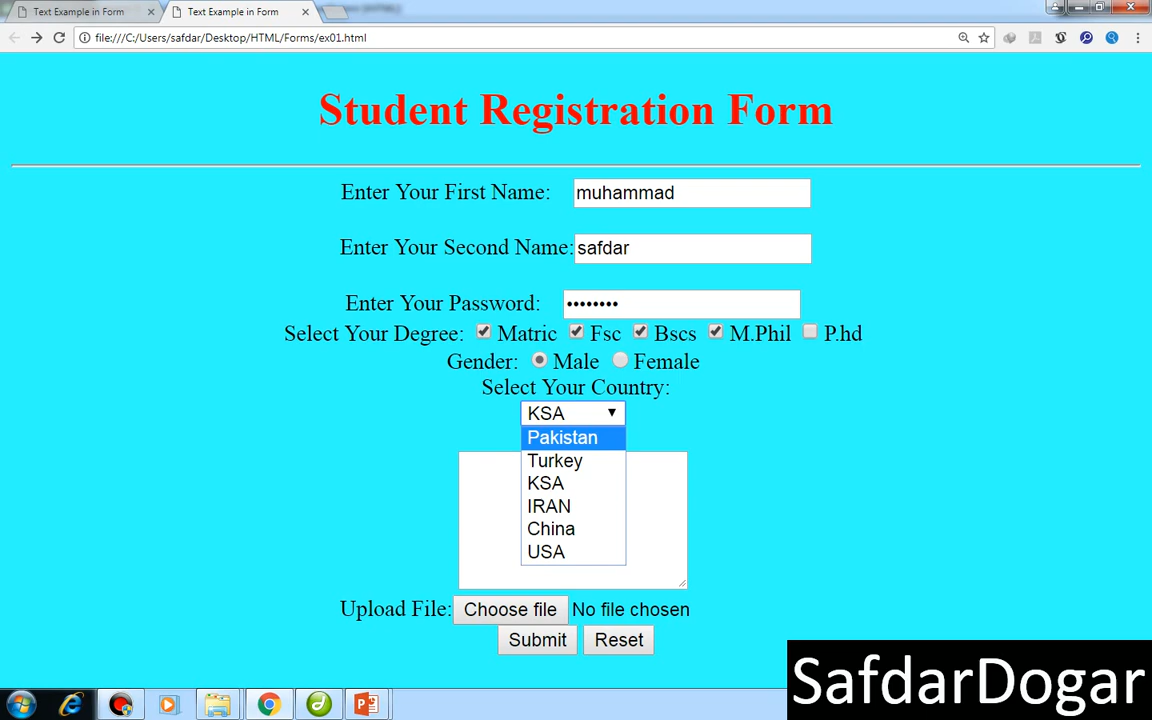 Text Example in Form
Text Example in Form
file:///C:/Users/safdar/Desktop/HTML/Forms/ex01.html
Student Registration Form
Enter Your First Name: muhammad
Enter Your Second Name: safdar
Enter Your Password: ••••••••
Select Your Degree: Matric Fsc Bscs M.Phil P.hd
Gender: Male Female
Select Your Country:
KSA
Pakistan
Turkey
KSA
IRAN
China
USA
Upload File: Choose file No file chosen
Submit Reset
SafdarDogar